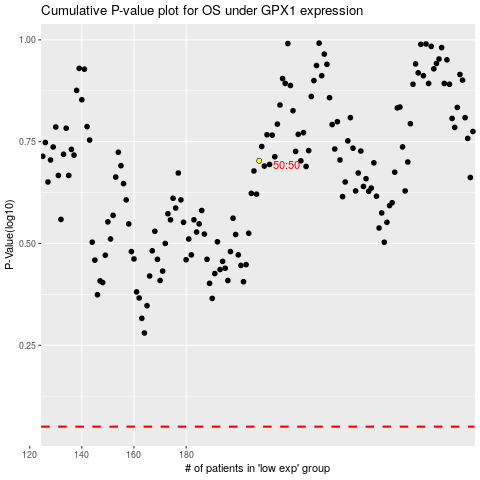 Cumulative P-value plot for OS under GPX1 expression
1.00
0.75
50:50
0.50
0.25
P-Value(log10)
120 140 160 180
# of patients in 'low exp' group